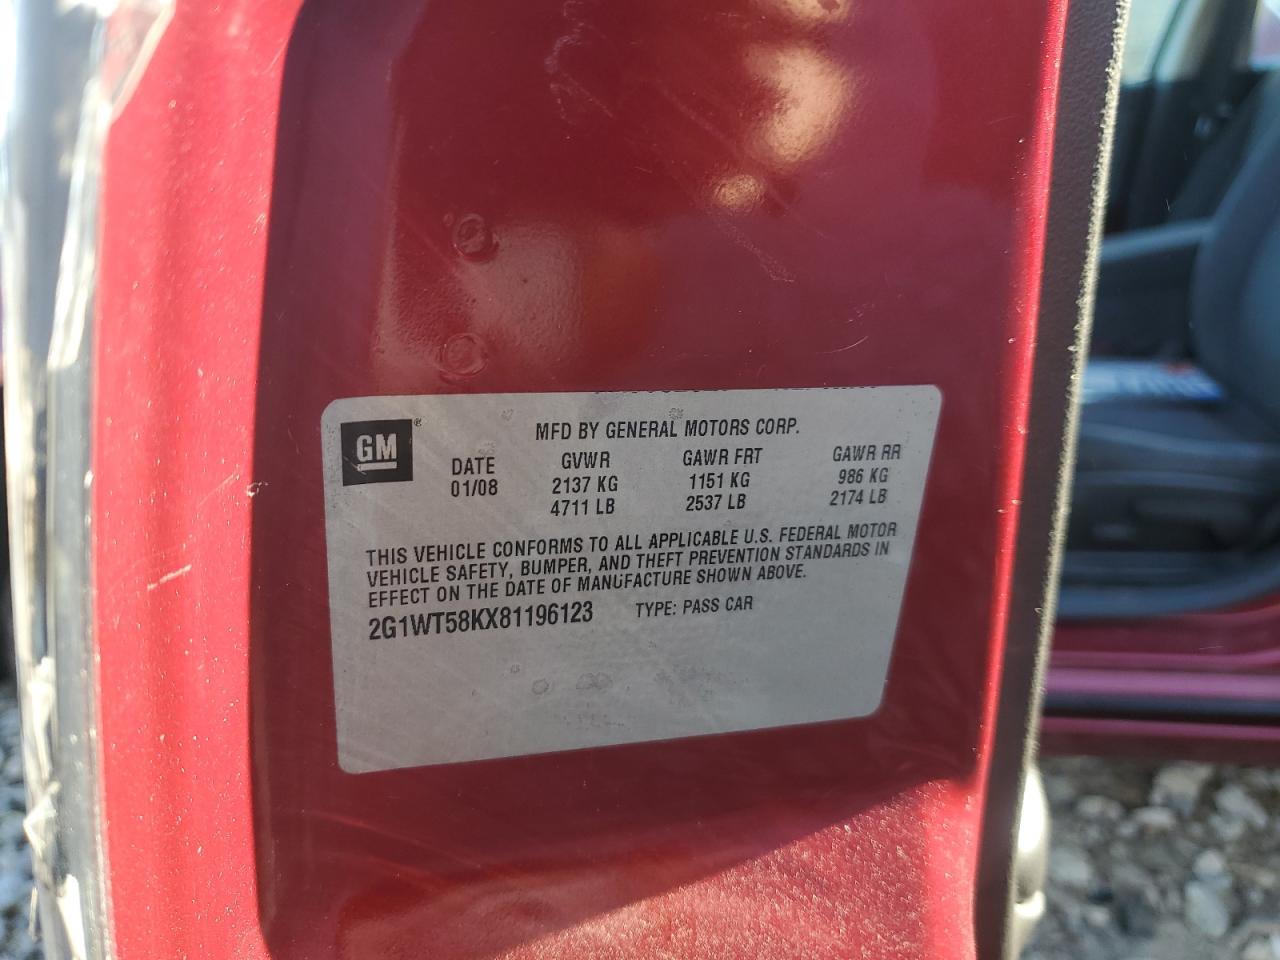 GM®
MFD BY GENERAL MOTORS CORP.
DATE GVWR GAWR FRT GAWR RR
01/08 2137 KG 1151 KG 986 KG
4711 LB 2537 LB 2174 LB
THIS VEHICLE CONFORMS TO ALL APPLICABLE U.S. FEDERAL MOTOR
VEHICLE SAFETY, BUMPER, AND THEFT PREVENTION STANDARDS IN
EFFECT ON THE DATE OF MANUFACTURE SHOWN ABOVE.
2G1WT58KX81196123 TYPE: PASS CAR